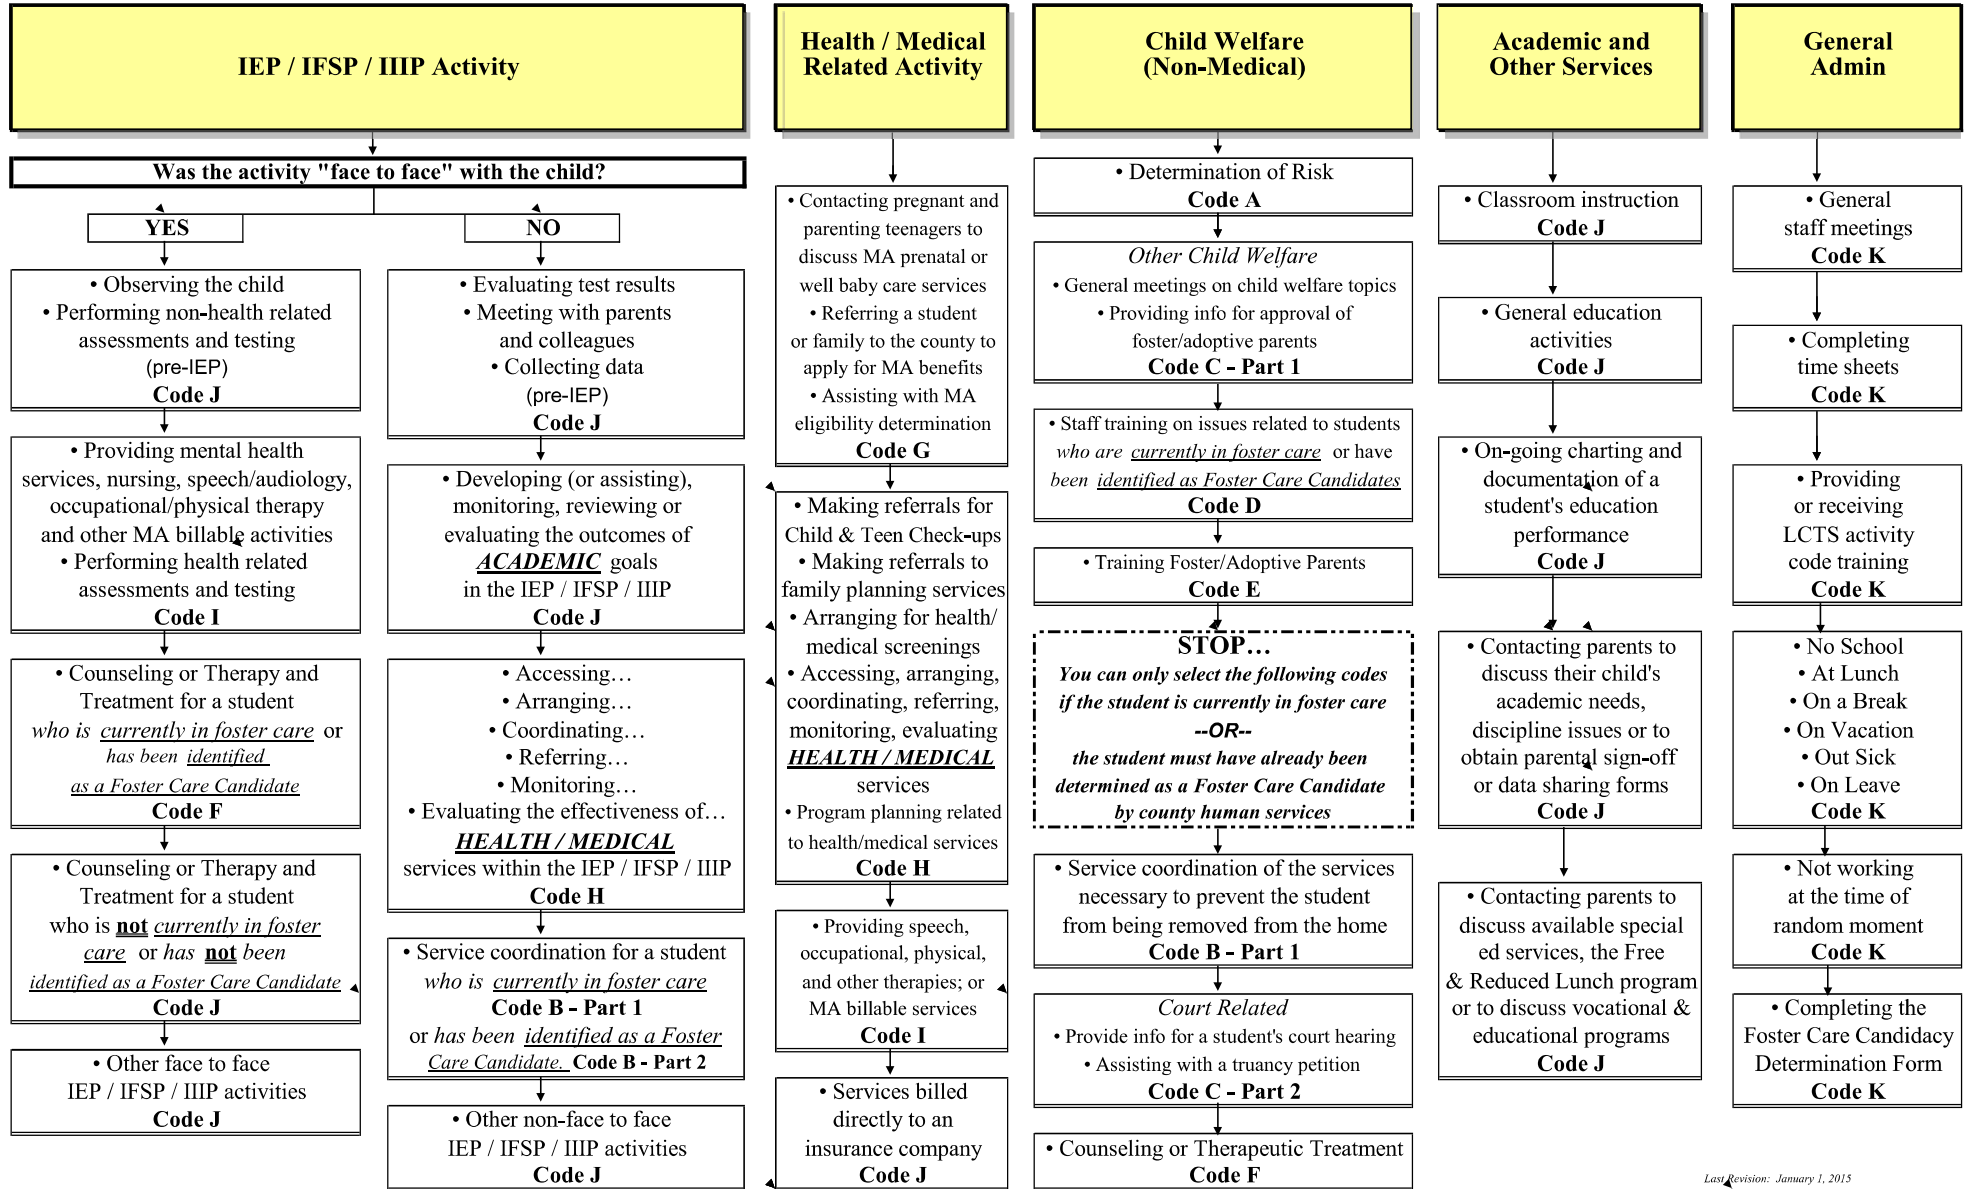 IEP / IFSP / IIIP Activity
Was the activity "face to face" with the child?
YES
• Observing the child
• Performing non-health related
assessments and testing
(pre-IEP)
Code J
• Providing mental health
services, nursing, speech/audiology,
occupational/physical therapy
and other MA billable activities
• Performing health related
assessments and testing
Code I
• Counseling or Therapy and
Treatment for a student
who is currently in foster care or
has been identified
as a Foster Care Candidate
Code F
• Counseling or Therapy and
Treatment for a student
who is not currently in foster
care or has not been
identified as a Foster Care Candidate
Code J
• Other face to face
IEP / IFSP / IIIP activities
Code J
NO
• Evaluating test results
• Meeting with parents
and colleagues
• Collecting data
(pre-IEP)
Code J
• Developing (or assisting),
monitoring, reviewing or
evaluating the outcomes of
ACADEMIC goals
in the IEP / IFSP / IIIP
Code J
• Accessing…
• Arranging…
• Coordinating…
• Referring…
• Monitoring…
• Evaluating the effectiveness of…
HEALTH / MEDICAL
services within the IEP / IFSP / IIIP
Code H
• Service coordination for a student
who is currently in foster care
Code B - Part 1
or has been identified as a Foster
Care Candidate. Code B - Part 2
• Other non-face to face
IEP / IFSP / IIIP activities
Code J
Health / Medical
Related Activity
• Contacting pregnant and
parenting teenagers to
discuss MA prenatal or
well baby care services
• Referring a student
or family to the county to
apply for MA benefits
• Assisting with MA
eligibility determination
Code G
• Making referrals for
Child & Teen Check-ups
• Making referrals to
family planning services
• Arranging for health/
medical screenings
• Accessing, arranging,
coordinating, referring,
monitoring, evaluating
HEALTH / MEDICAL
services
• Program planning related
to health/medical services
Code H
• Providing speech,
occupational, physical,
and other therapies; or
MA billable services
Code I
• Services billed
directly to an
insurance company
Code J
Child Welfare
(Non-Medical)
• Determination of Risk
Code A
Other Child Welfare
• General meetings on child welfare topics
• Providing info for approval of
foster/adoptive parents
Code C - Part 1
• Staff training on issues related to students
who are currently in foster care or have
been identified as Foster Care Candidates
Code D
• Training Foster/Adoptive Parents
Code E
STOP…
You can only select the following codes
if the student is currently in foster care
--OR--
the student must have already been
determined as a Foster Care Candidate
by county human services
• Service coordination of the services
necessary to prevent the student
from being removed from the home
Code B - Part 1
Court Related
• Provide info for a student's court hearing
• Assisting with a truancy petition
Code C - Part 2
• Counseling or Therapeutic Treatment
Code F
Academic and
Other Services
• Classroom instruction
Code J
• General education
activities
Code J
• On-going charting and
documentation of a
student's education
performance
Code J
• Contacting parents to
discuss their child's
academic needs,
discipline issues or to
obtain parental sign-off
or data sharing forms
Code J
• Contacting parents to
discuss available special
ed services, the Free
& Reduced Lunch program
or to discuss vocational &
educational programs
Code J
General
Admin
• General
staff meetings
Code K
• Completing
time sheets
Code K
• Providing
or receiving
LCTS activity
code training
Code K
• No School
• At Lunch
• On a Break
• On Vacation
• Out Sick
• On Leave
Code K
• Not working
at the time of
random moment
Code K
• Completing the
Foster Care Candidacy
Determination Form
Code K
Last Revision: January 1, 2015